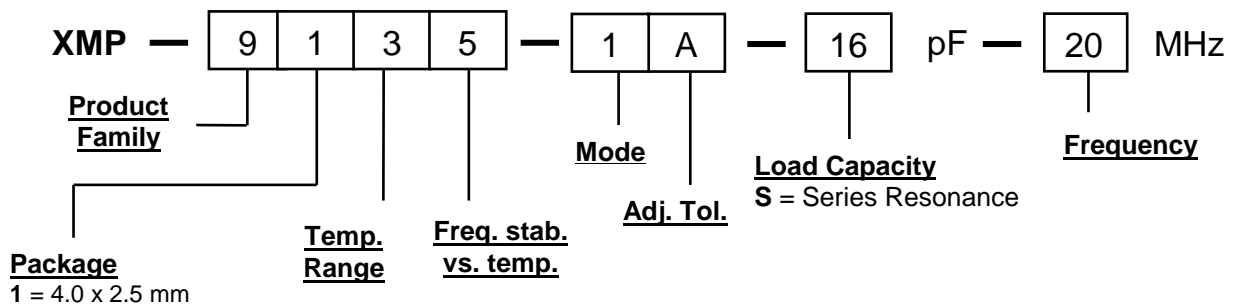 XMP — 9 1 3 5 — 1 A — 16 pF — 20 MHz
Product
Family
Mode
Load Capacity
S = Series Resonance
Frequency
Adj. Tol.
Temp.
Range
Freq. stab.
vs. temp.
Package
1 = 4.0 x 2.5 mm